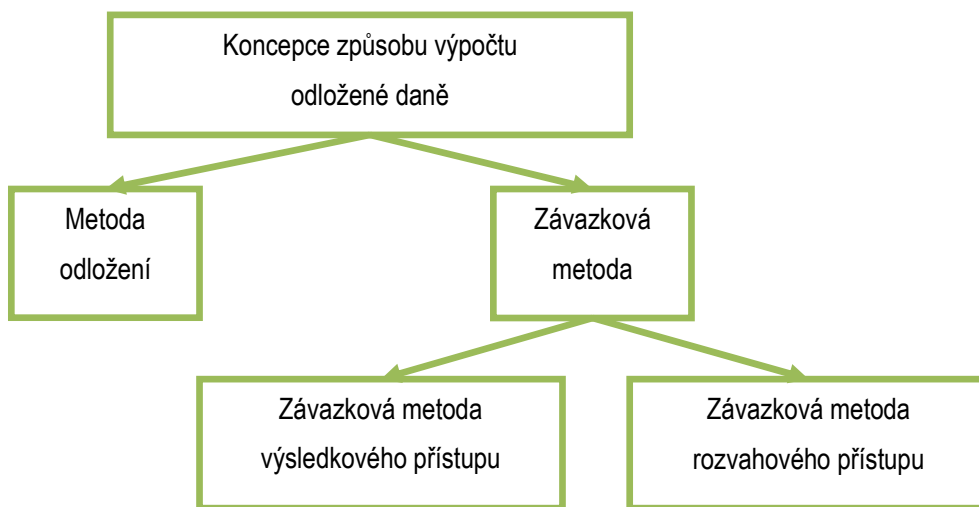 Koncepce způsobu výpočtu
odložené daně
Metoda
odložení
Závazková
metoda
Závazková metoda
výsledkového přístupu
Závazková metoda
rozvahového přístupu